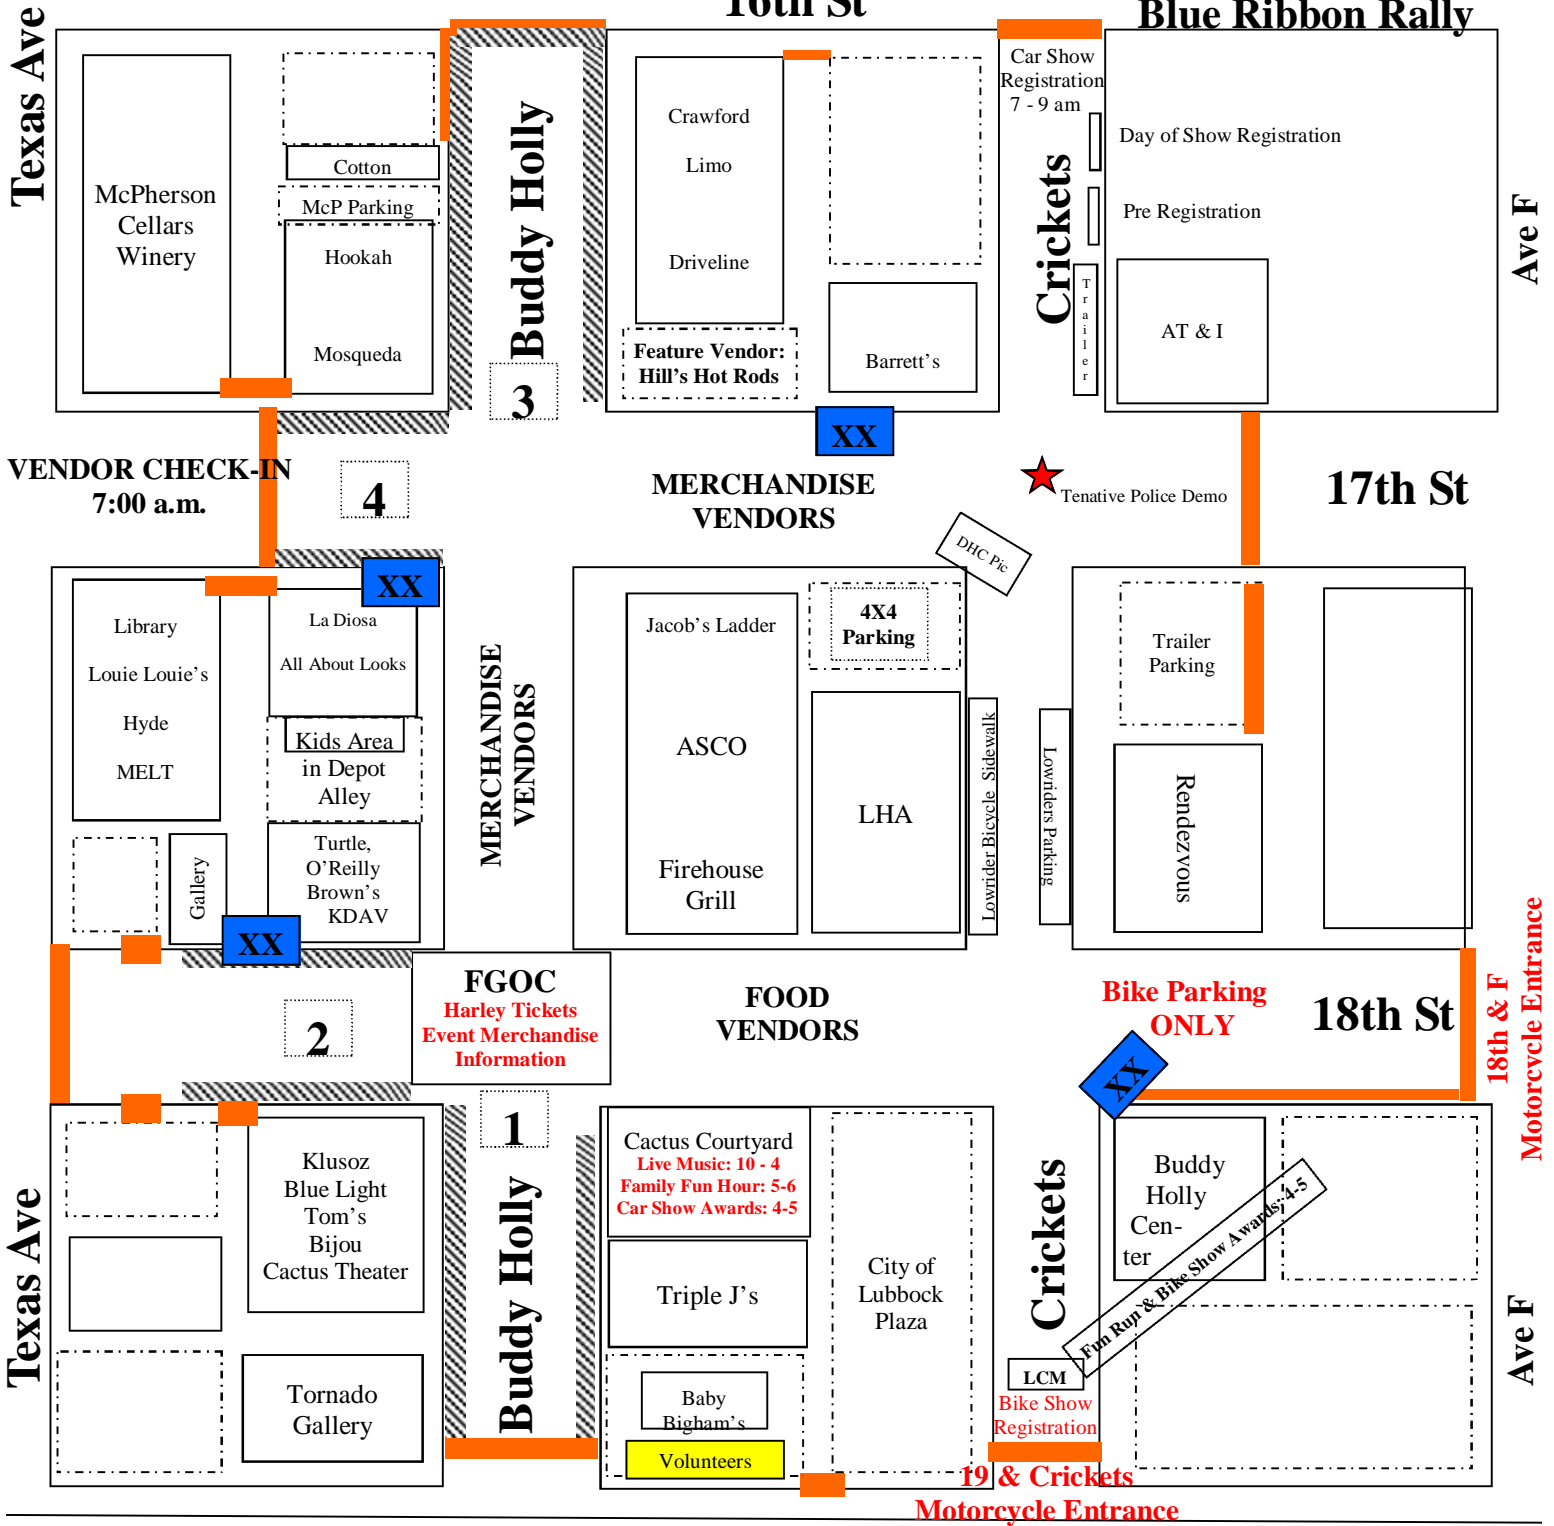 16th St
Blue Ribbon Rally
Texas Ave
McPherson
Cellars
Winery
Cotton
McP Parking
Hookah
Mosqueda
Buddy Holly
3
Crawford
Limo
Driveline
Feature Vendor:
Hill's Hot Rods
Barrett's
Car Show
Registration
7 - 9 am
Crickets
Day of Show Registration
Pre Registration
Trailer
AT & I
Ave F
VENDOR CHECK-IN
7:00 a.m.
4
XX
MERCHANDISE
VENDORS
XX
Tenative Police Demo
17th St
DHC Pic
Library
Louie Louie's
Hyde
MELT
La Diosa
All About Looks
Kids Area
in Depot
Alley
Gallery
Turtle,
O'Reilly
Brown's
KDAV
XX
MERCHANDISE
VENDORS
Jacob's Ladder
ASCO
Firehouse
Grill
4X4
Parking
LHA
Lowrider Bicycle Sidewalk
Lowriders Parking
Trailer
Parking
Rendezvous
2
FGOC
Harley Tickets
Event Merchandise
Information
FOOD
VENDORS
Bike Parking
ONLY
18th St
18th & F
Motorcycle Entrance
XX
1
Texas Ave
Klusoz
Blue Light
Tom's
Bijou
Cactus Theater
Tornado
Gallery
Buddy Holly
Cactus Courtyard
Live Music: 10 - 4
Family Fun Hour: 5-6
Car Show Awards: 4-5
Triple J's
Baby
Bigham's
Volunteers
City of
Lubbock
Plaza
Crickets
Buddy
Holly
Cen-
ter
Fun Run & Bike Show Awards: 4-5
LCM
Bike Show
Registration
Ave F
19 & Crickets
Motorcycle Entrance